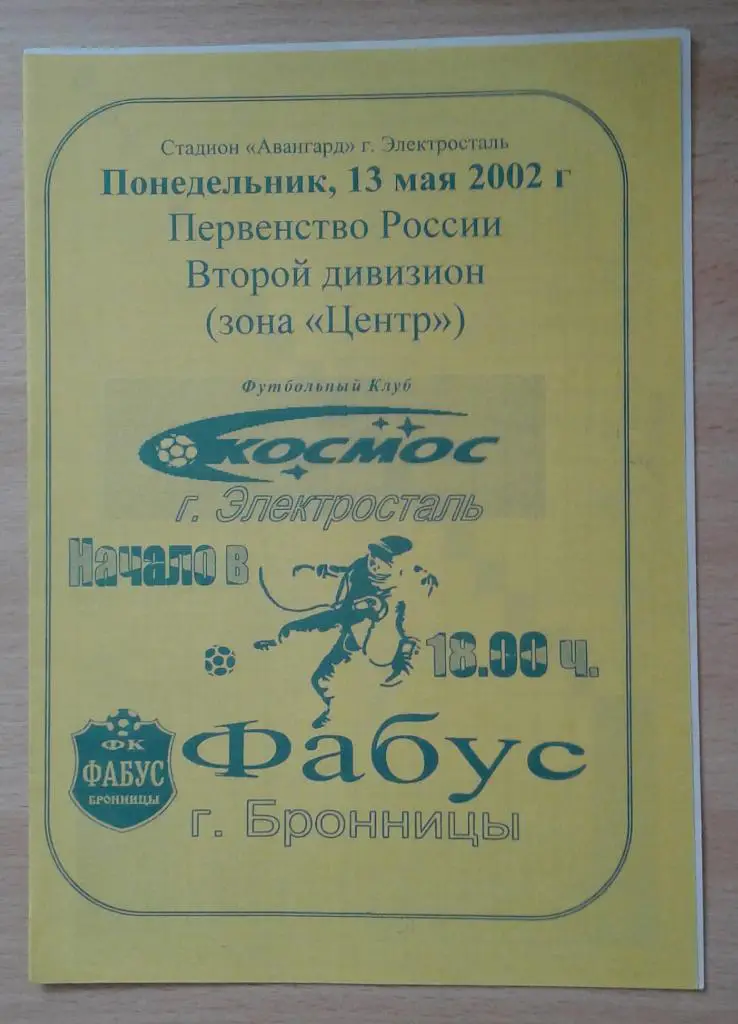 Стадион «Авангард» г. Электросталь
Понедельник, 13 мая 2002 г
Первенство России
Второй дивизион
(зона «Центр»)
Футбольный Клуб
КОСМОС
г. Электросталь
Начало в
18.00 ч.
ФК
ФАБУС
БРОННИЦЫ
Фабус
г. Бронницы